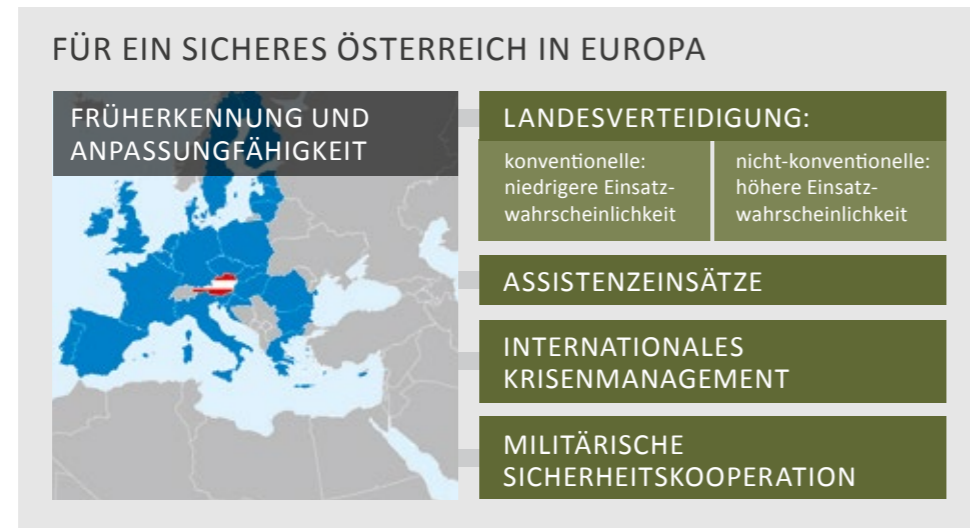 FÜR EIN SICHERES ÖSTERREICH IN EUROPA
FRÜHERKENNUNG UND
ANPASSUNGFÄHIGKEIT
LANDESVERTEIDIGUNG:
konventionelle:
niedrigere Einsatz-
wahrscheinlichkeit
nicht-konventionelle:
höhere Einsatz-
wahrscheinlichkeit
ASSISTENZEINSÄTZE
INTERNATIONALES
KRISENMANAGEMENT
MILITÄRISCHE
SICHERHEITSKOOPERATION